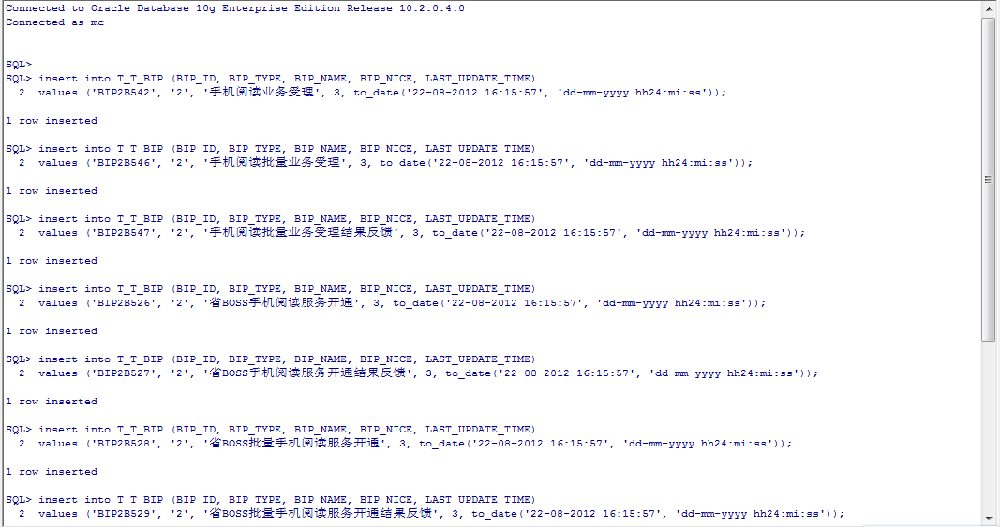 Connected to Oracle Database 10g Enterprise Edition Release 10.2.0.4.0
Connected as mc
SQL>
SQL> insert into T_T_BIP (BIP_ID, BIP_TYPE, BIP_NAME, BIP_NICE, LAST_UPDATE_TIME)
2 values ('BIP2B542', '2', '手机阅读业务受理', 3, to_date('22-08-2012 16:15:57', 'dd-mm-yyyy hh24:mi:ss'));
1 row inserted
SQL> insert into T_T_BIP (BIP_ID, BIP_TYPE, BIP_NAME, BIP_NICE, LAST_UPDATE_TIME)
2 values ('BIP2B546', '2', '手机阅读批量业务受理', 3, to_date('22-08-2012 16:15:57', 'dd-mm-yyyy hh24:mi:ss'));
1 row inserted
SQL> insert into T_T_BIP (BIP_ID, BIP_TYPE, BIP_NAME, BIP_NICE, LAST_UPDATE_TIME)
2 values ('BIP2B547', '2', '手机阅读批量业务受理结果反馈', 3, to_date('22-08-2012 16:15:57', 'dd-mm-yyyy hh24:mi:ss'));
1 row inserted
SQL> insert into T_T_BIP (BIP_ID, BIP_TYPE, BIP_NAME, BIP_NICE, LAST_UPDATE_TIME)
2 values ('BIP2B526', '2', '省BOSS手机阅读服务开通', 3, to_date('22-08-2012 16:15:57', 'dd-mm-yyyy hh24:mi:ss'));
1 row inserted
SQL> insert into T_T_BIP (BIP_ID, BIP_TYPE, BIP_NAME, BIP_NICE, LAST_UPDATE_TIME)
2 values ('BIP2B527', '2', '省BOSS手机阅读服务开通结果反馈', 3, to_date('22-08-2012 16:15:57', 'dd-mm-yyyy hh24:mi:ss'));
1 row inserted
SQL> insert into T_T_BIP (BIP_ID, BIP_TYPE, BIP_NAME, BIP_NICE, LAST_UPDATE_TIME)
2 values ('BIP2B528', '2', '省BOSS批量手机阅读服务开通', 3, to_date('22-08-2012 16:15:57', 'dd-mm-yyyy hh24:mi:ss'));
1 row inserted
SQL> insert into T_T_BIP (BIP_ID, BIP_TYPE, BIP_NAME, BIP_NICE, LAST_UPDATE_TIME)
2 values ('BIP2B529', '2', '省BOSS批量手机阅读服务开通结果反馈', 3, to_date('22-08-2012 16:15:57', 'dd-mm-yyyy hh24:mi:ss'));